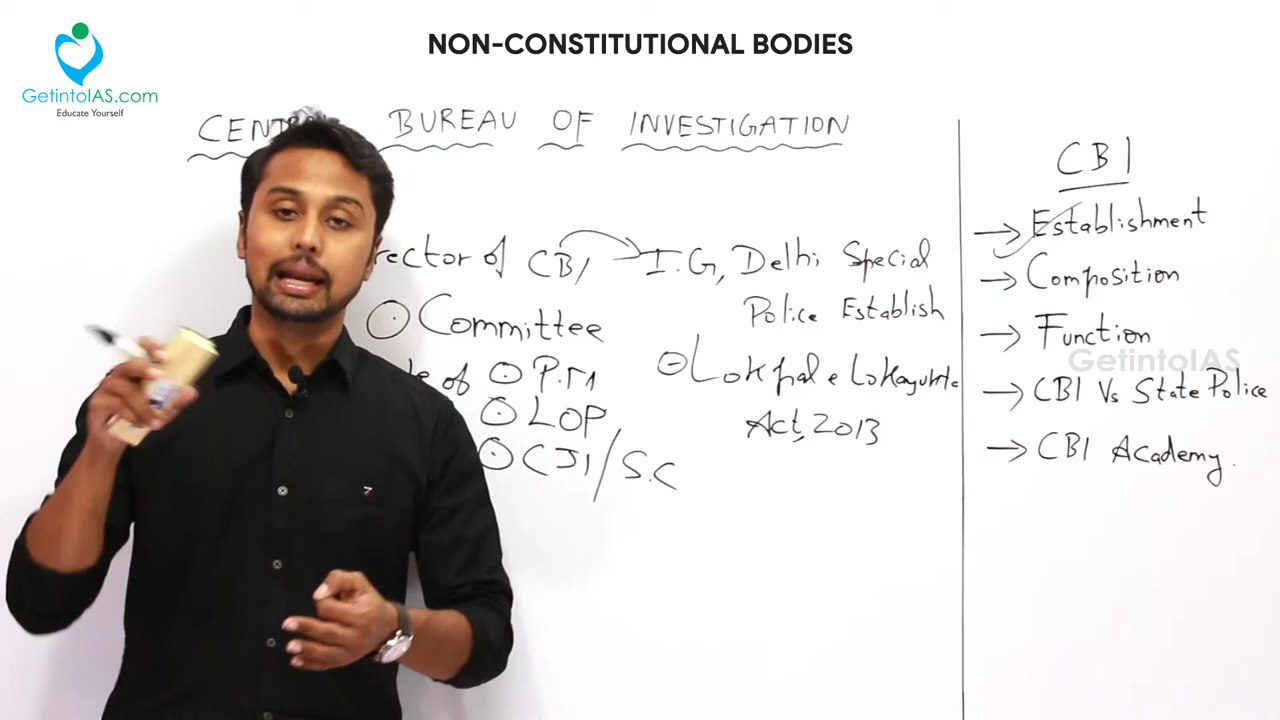 NON-CONSTITUTIONAL BODIES
GetintoIAS.com
Educate Yourself
BUREAU OF INVESTIGATION
rector of CBI I.G, Delhi Special
Police Establish
Committee
of P.M
LOP
CJI/S.C
Lokpal & Lokayukta
Act, 2013
CBI
→ Establishment
→ Composition
→ Function
GetintoIAS
→ CBI Vs State Police
→ CBI Academy.